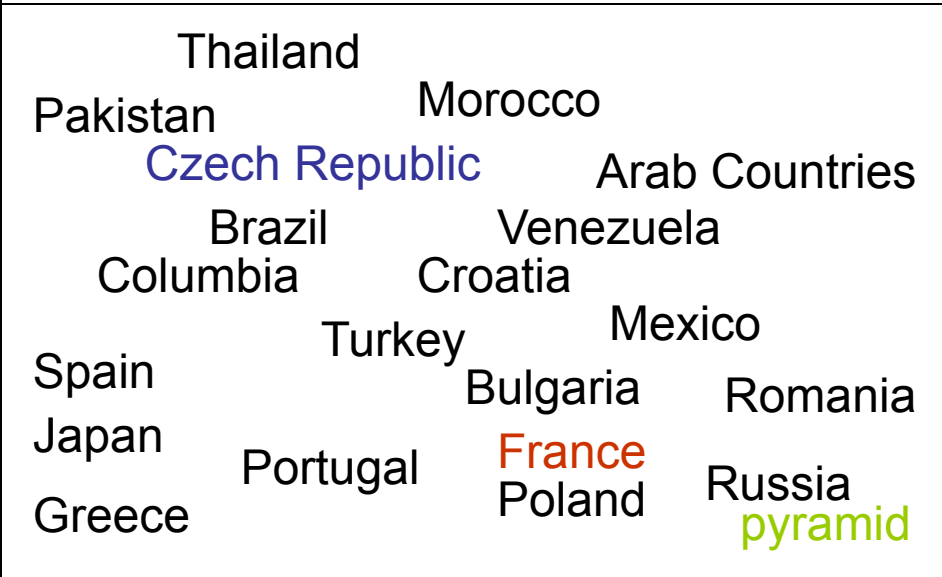 Thailand
Pakistan
Morocco
Czech Republic
Arab Countries
Brazil
Venezuela
Columbia
Croatia
Turkey
Mexico
Spain
Bulgaria
Romania
Japan
Portugal
France
Poland
Russia
Greece
pyramid